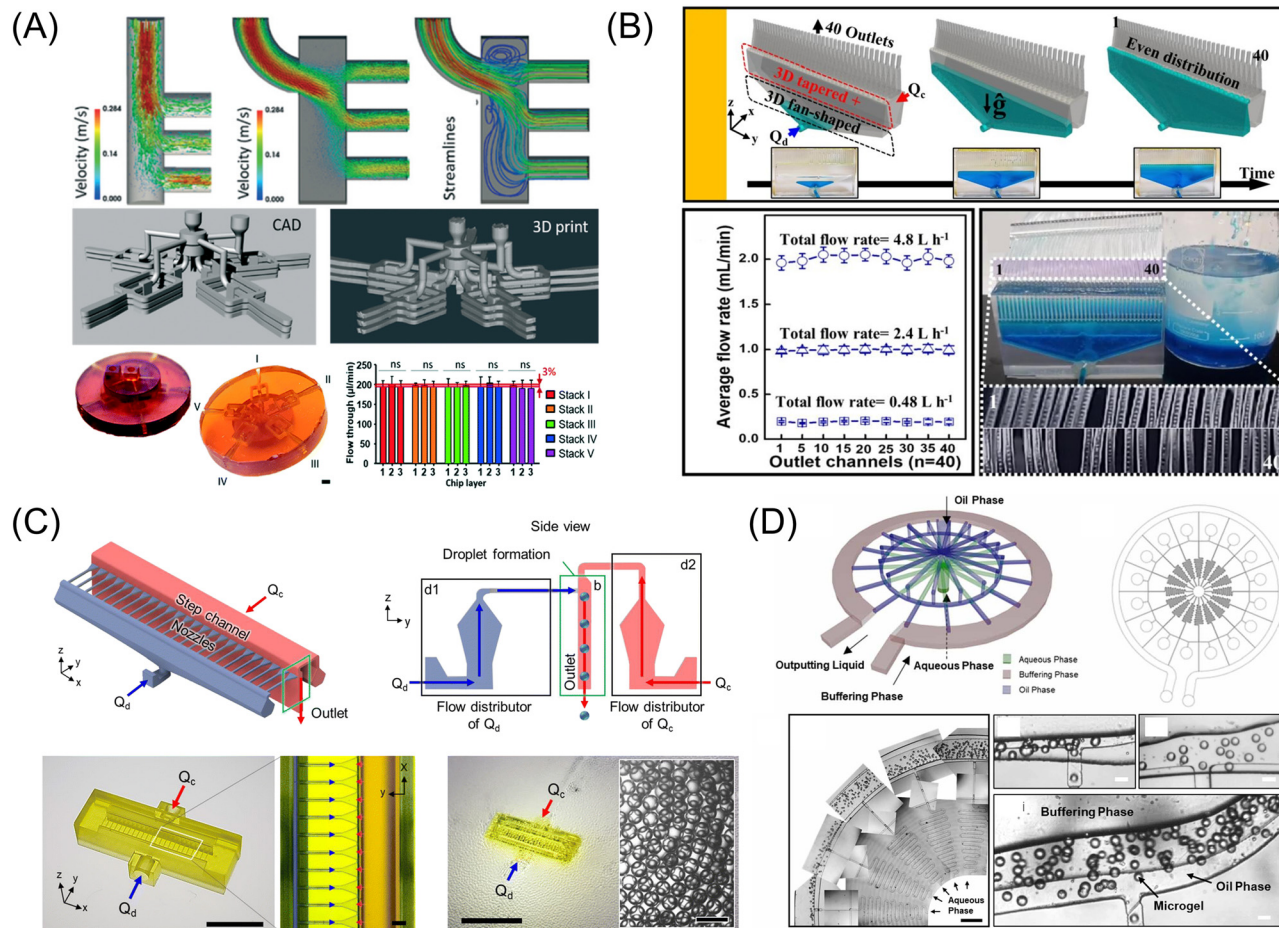 (A)
Velocity (m/s)
0.284
0.14
0.000
Velocity (m/s)
0.284
0.14
0.000
Streamlines
CAD
3D print
I
II
III
IV
V
Flow through (µl/min)
250
200
150
100
50
0
ns ns ns ns ns
3%
Stack I
Stack II
Stack III
Stack IV
Stack V
1 2 3 1 2 3 1 2 3 1 2 3 1 2 3
Chip layer
(B)
40 Outlets
3D tapered +
3D fan-shaped
Qc
Qd
z
x
y
ĝ
1
Even distribution
40
Time
Average flow rate (mL/min)
2.0
1.5
1.0
0.5
0.0
Total flow rate= 4.8 L h⁻¹
Total flow rate= 2.4 L h⁻¹
Total flow rate= 0.48 L h⁻¹
1 5 10 15 20 25 30 35 40
Outlet channels (n=40)
1
40
1
40
(C)
Qc
Step channel
Nozzles
z
y
x
Qd
Outlet
Side view
Droplet formation
d1
b
d2
z
y
Outlet
Qd
Qc
Flow distributor
of Qd
Flow distributor
of Qc
Qc
Qd
z
y
x
X
y
Qc
Qd
(D)
Oil Phase
Outputting Liquid
Aqueous Phase
Buffering Phase
Aqueous Phase
Buffering Phase
Oil Phase
Aqueous
Phase
i
Buffering Phase
Oil Phase
Microgel